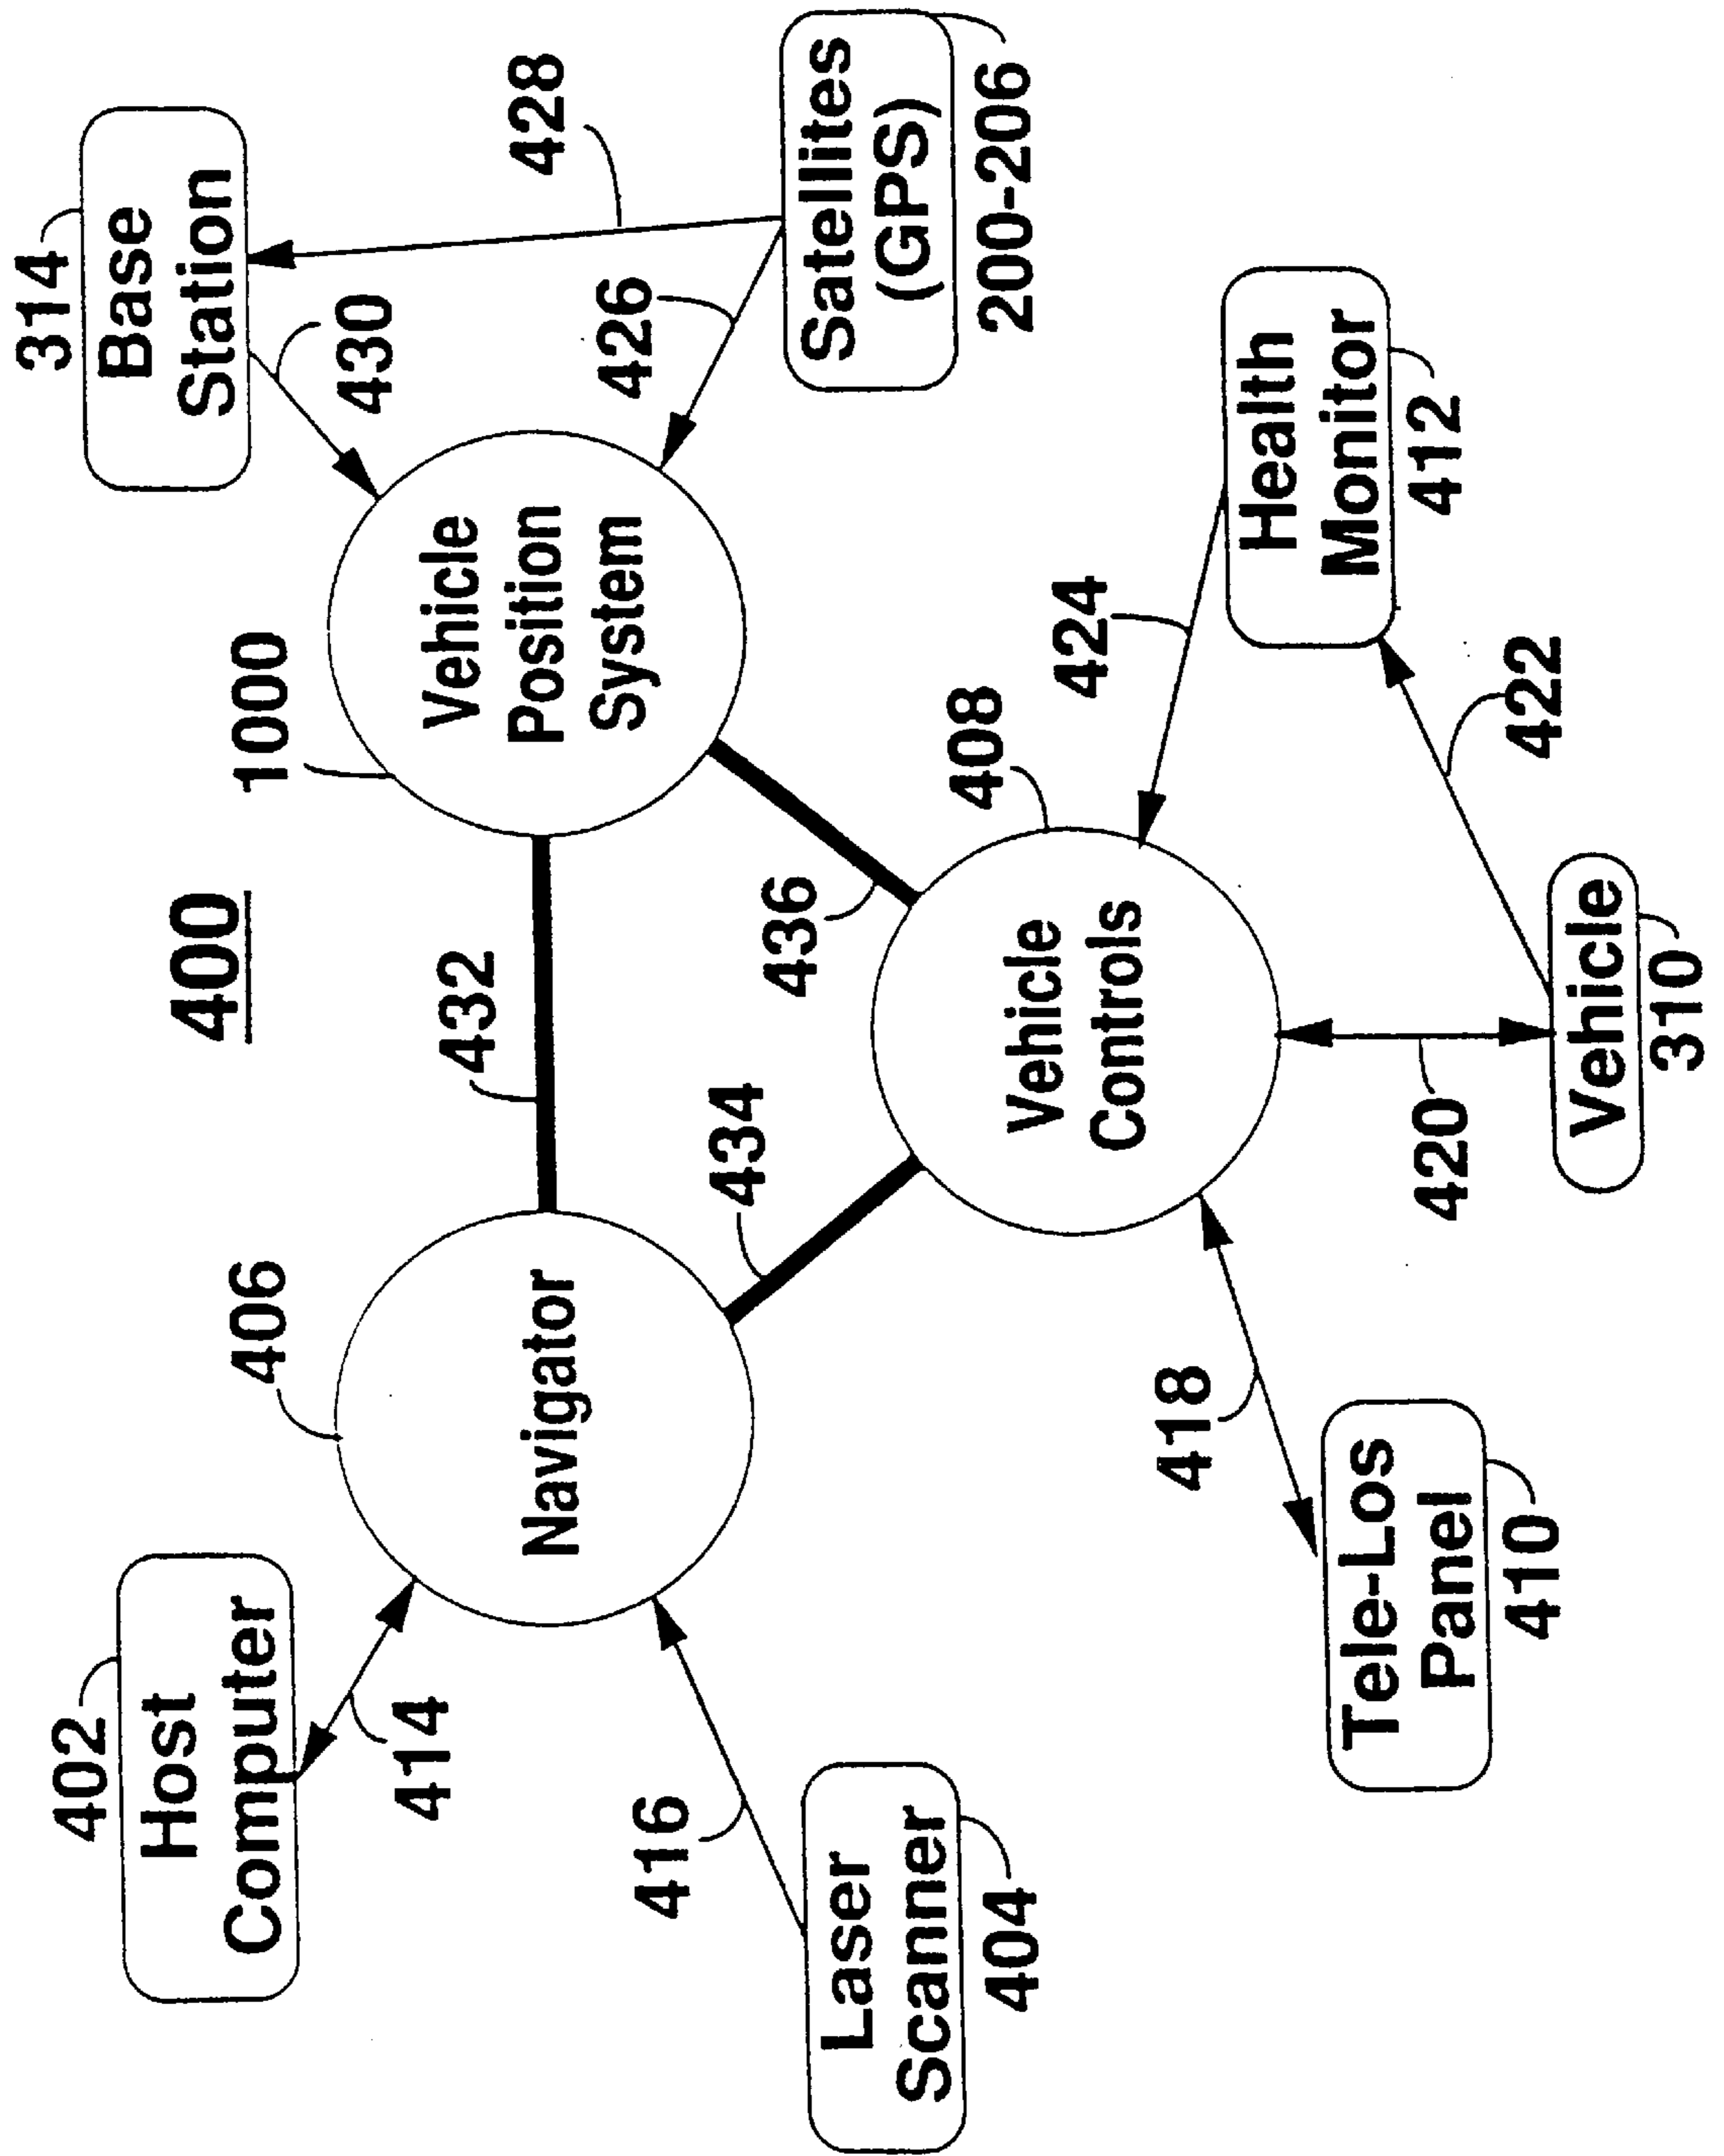 400
402
Host
Computer
414
406
Navigator
432
1000
Vehicle
Position
System
314
Base
Station
430
428
426
Satellites
(GPS)
200-206
416
Laser
Scanner
404
434
436
408
Vehicle
Controls
424
Health
Monitor
412
418
Tele-Los
Panel
410
420
422
Vehicle
310